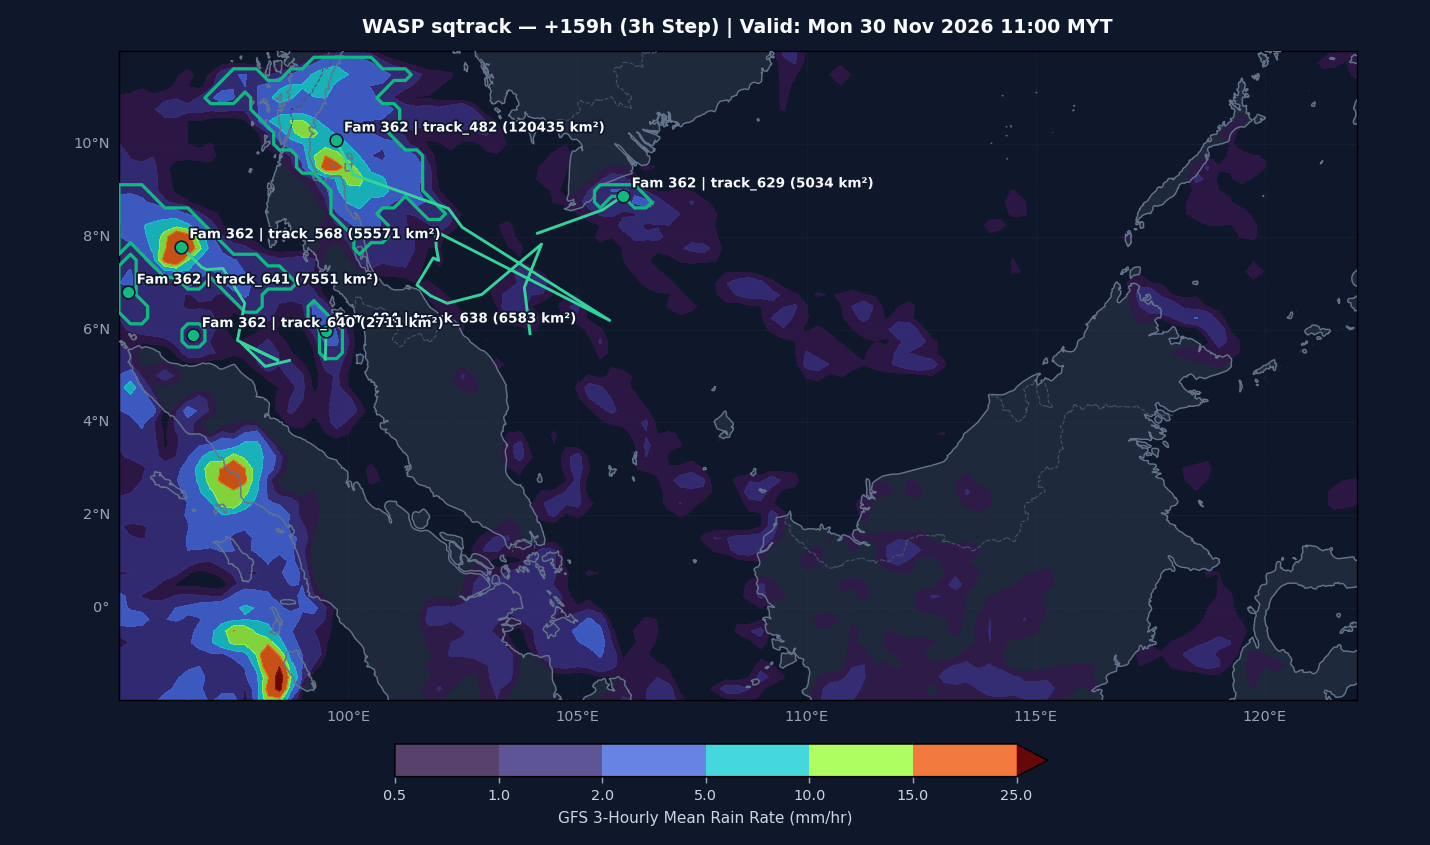 WASP sqtrack — +159h (3h Step) | Valid: Mon 30 Nov 2026 11:00 MYT
Fam 362 | track_482 (120435 km²)
10°N
Fam 362 | track_629 (5034 km²)
8°N
Fam 362 | track_568 (55571 km²)
Fam 362 | track_641 (7551 km²)
6°N
Fam 362 | track_640 (2711 km²)
track_638 (6583 km²)
4°N
2°N
0°
100°E 105°E 110°E 115°E 120°E
0.5 1.0 2.0 5.0 10.0 15.0 25.0
GFS 3-Hourly Mean Rain Rate (mm/hr)